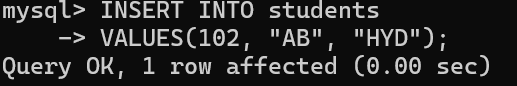 mysql> INSERT INTO students
    -> VALUES(102, "AB", "HYD");
Query OK, 1 row affected (0.00 sec)